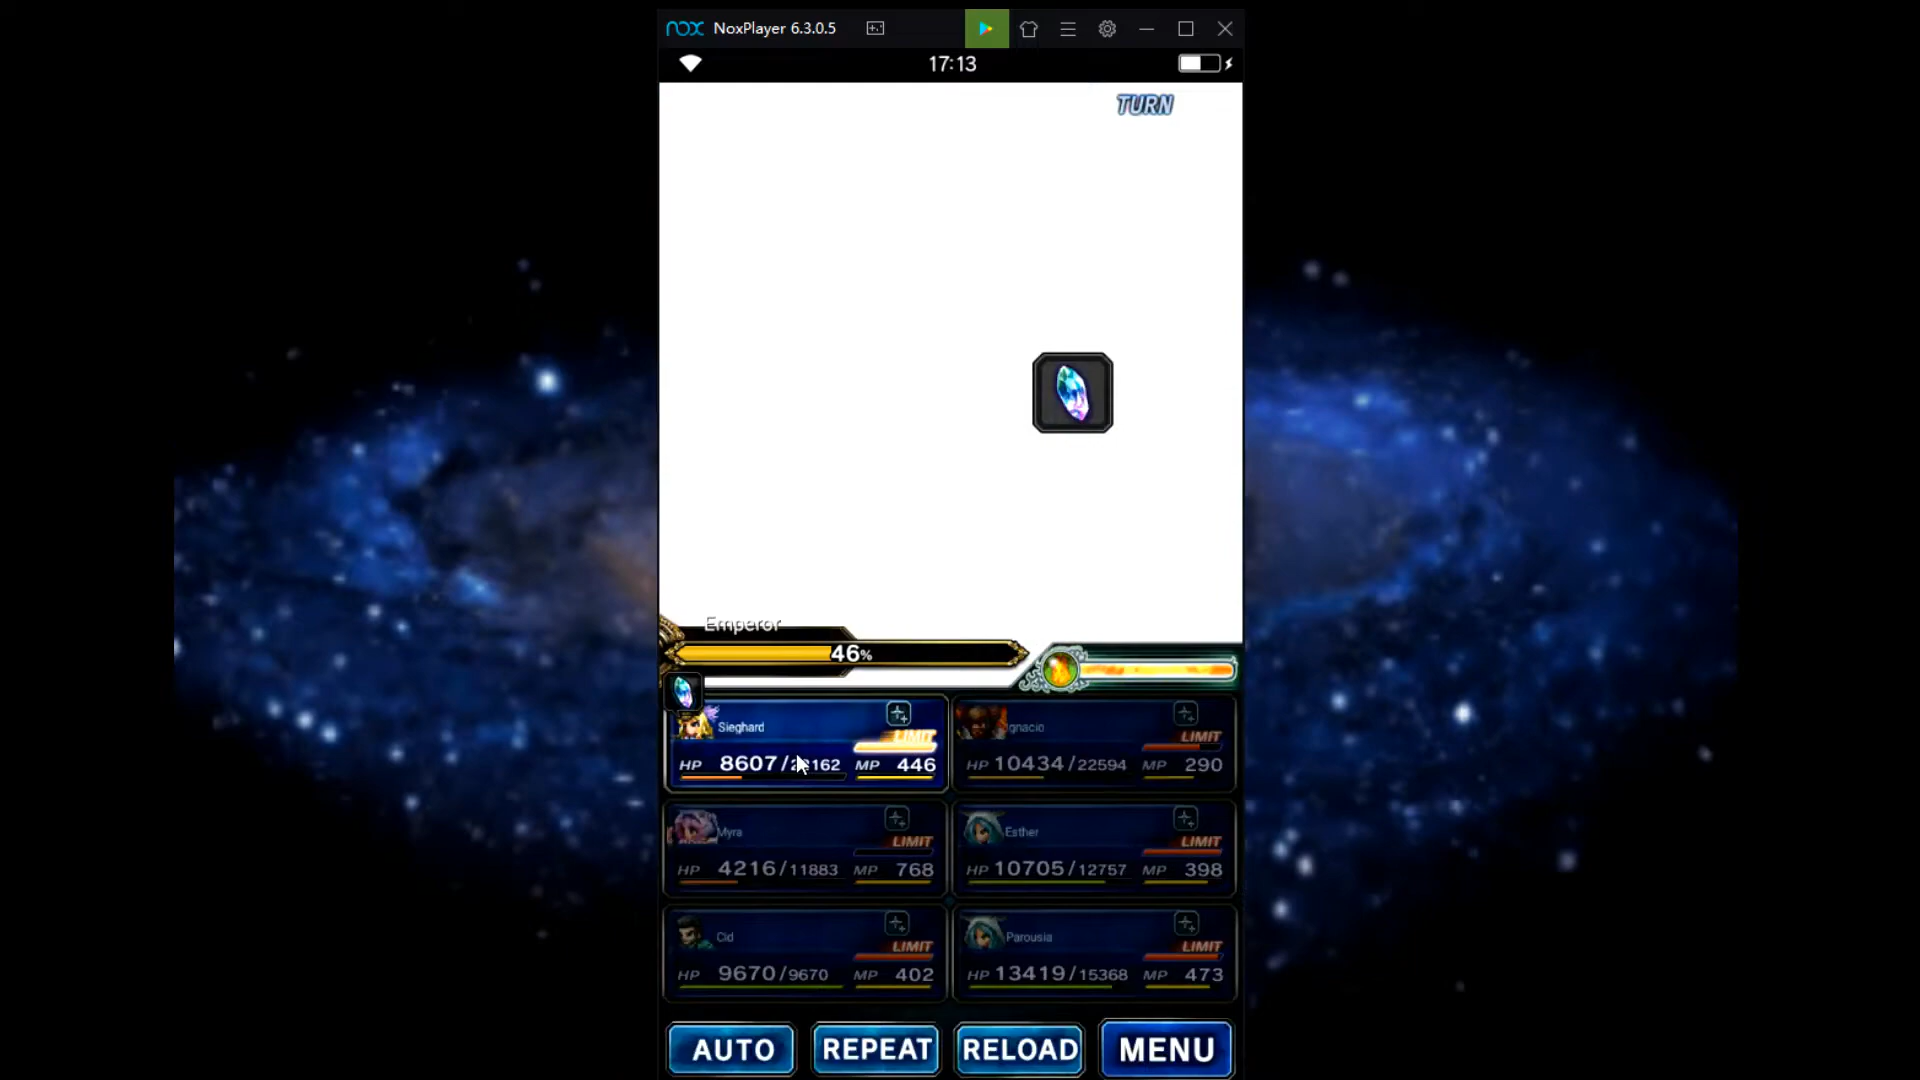 nox NoxPlayer 6.3.0.5
17:13
TURN
Emperor
46%
Sieghard
LIMIT
HP 8607/ 162 MP 446
Ignacio
LIMIT
HP 10434/22594 MP 290
Myra
LIMIT
HP 4216/11883 MP 768
Esther
LIMIT
HP 10705/12757 MP 398
Cid
LIMIT
HP 9670/9670 MP 402
Parousia
LIMIT
HP 13419/15368 MP 473
AUTO
REPEAT
RELOAD
MENU